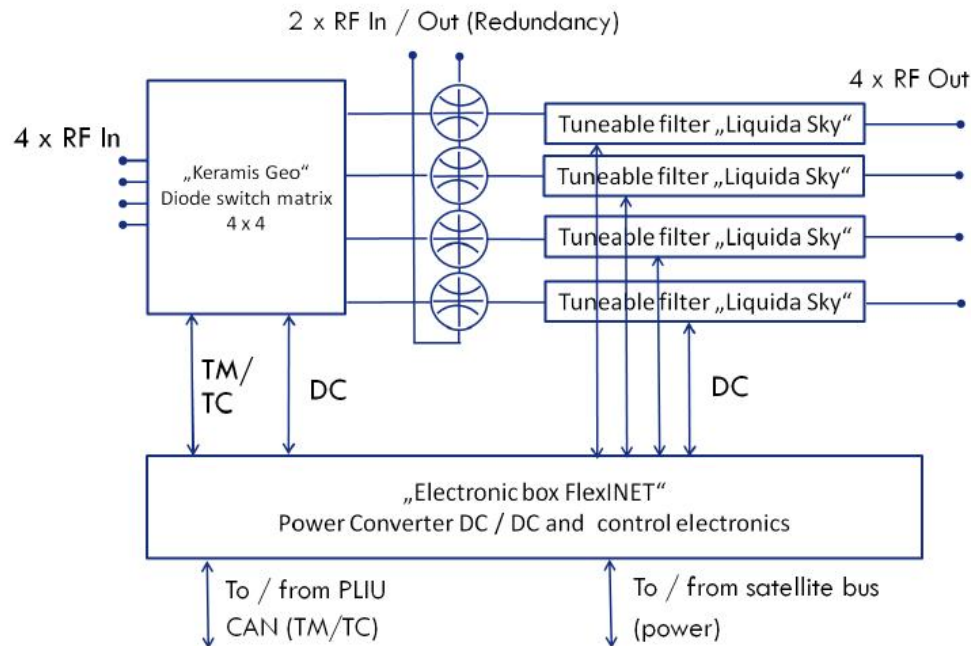 2 x RF In / Out (Redundancy)
4 x RF Out
4 x RF In
„Keramis Geo“
Diode switch matrix
4 x 4
Tuneable filter „Liquida Sky“
Tuneable filter „Liquida Sky“
Tuneable filter „Liquida Sky“
Tuneable filter „Liquida Sky“
TM/
TC
DC
DC
„Electronic box FlexINET“
Power Converter DC / DC and control electronics
To / from PLIU
CAN (TM/TC)
To / from satellite bus
(power)